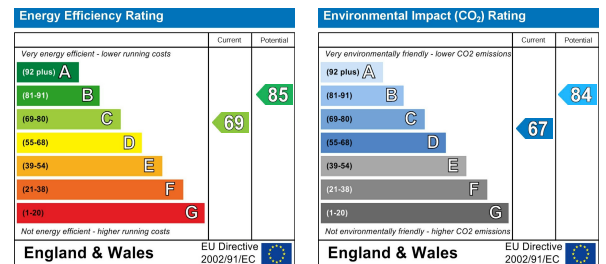 Energy Efficiency Rating
Current Potential
Very energy efficient - lower running costs
(92 plus) A
(81-91) B
85
(69-80) C
69
(55-68) D
(39-54) E
(21-38) F
(1-20) G
Not energy efficient - higher running costs
England & Wales
EU Directive
2002/91/EC
Environmental Impact (CO₂) Rating
Current Potential
Very environmentally friendly - lower CO2 emissions
(92 plus) A
(81-91) B
84
(69-80) C
(55-68) D
67
(39-54) E
(21-38) F
(1-20) G
Not environmentally friendly - higher CO2 emissions
England & Wales
EU Directive
2002/91/EC